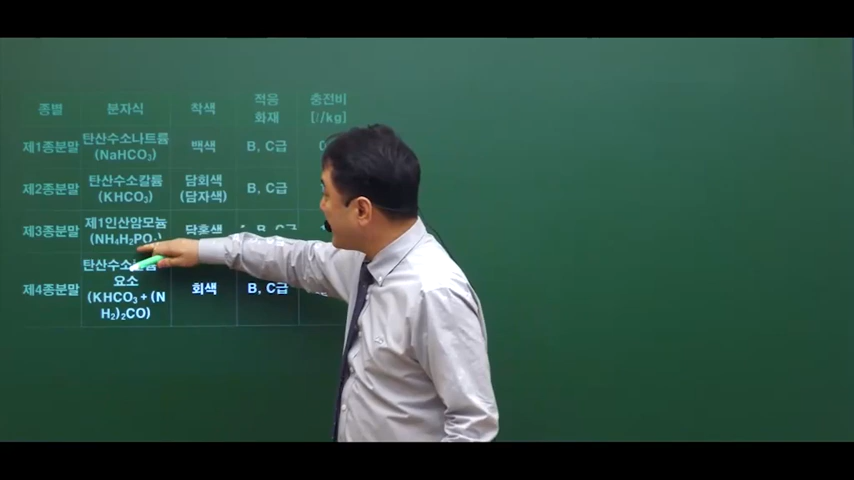 종별 분자식 착색 적응 화재 충전비 [ℓ/kg]
제1종분말 탄산수소나트륨 (NaHCO₃) 백색 B, C급
제2종분말 탄산수소칼륨 (KHCO₃) 담회색 (담자색) B, C급
제3종분말 제1인산암모늄 담홍색 B, C급
제4종분말 요소 (KHCO₃+(N H₂)₂CO) 회색 B, C급